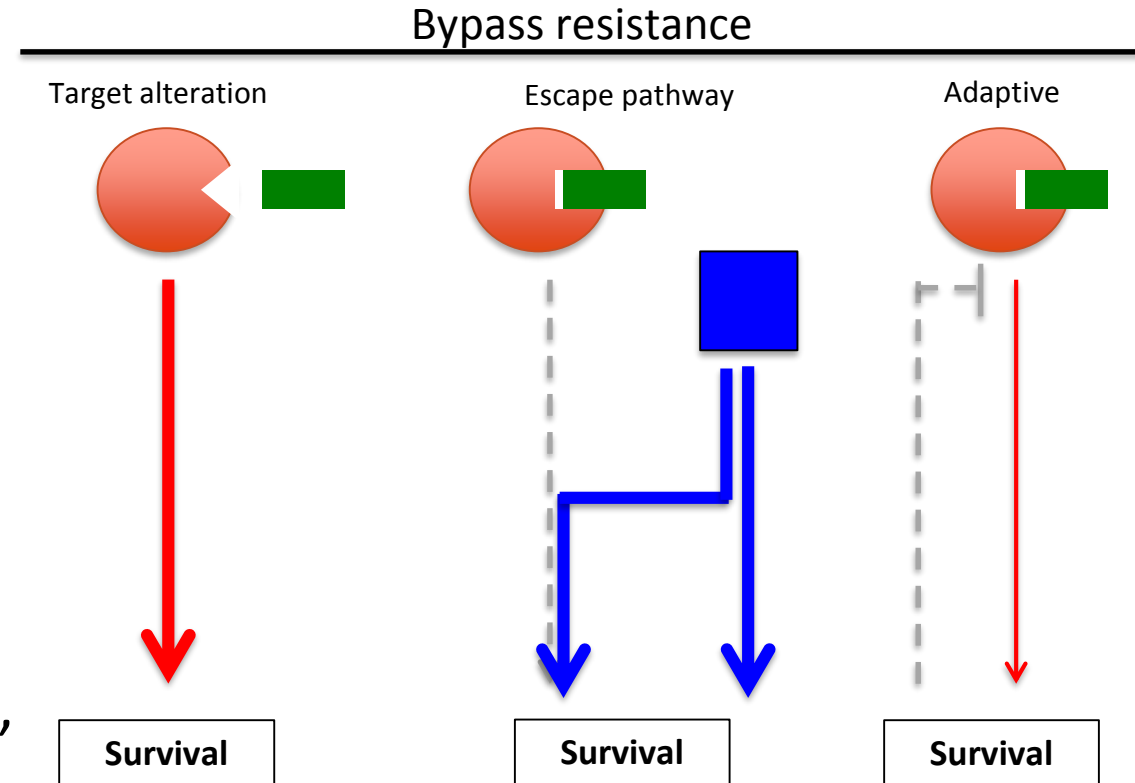 Bypass resistance
Target alteration
Escape pathway
Adaptive
,
Survival
Survival
Survival